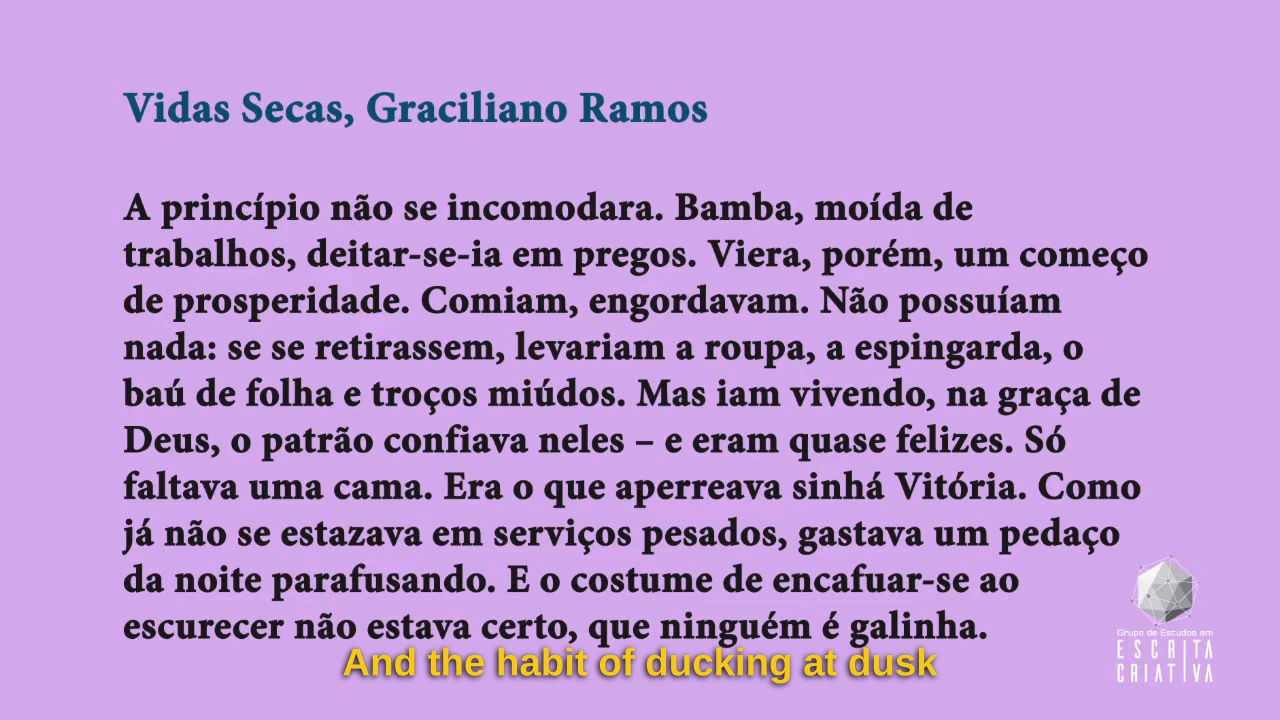 Vidas Secas, Graciliano Ramos
A princípio não se incomodara. Bamba, moída de
trabalhos, deitar-se-ia em pregos. Viera, porém, um começo
de prosperidade. Comiam, engordavam. Não possuíam
nada: se se retirassem, levariam a roupa, a espingarda, o
baú de folha e troços miúdos. Mas iam vivendo, na graça de
Deus, o patrão confiava neles – e eram quase felizes. Só
faltava uma cama. Era o que aperreava sinhá Vitória. Como
já não se estazava em serviços pesados, gastava um pedaço
da noite parafusando. E o costume de encafuar-se ao
escurecer não estava certo, que ninguém é galinha.
And the habit of ducking at dusk
Grupo de Estudos em
ESCRITA
CRIATIVA